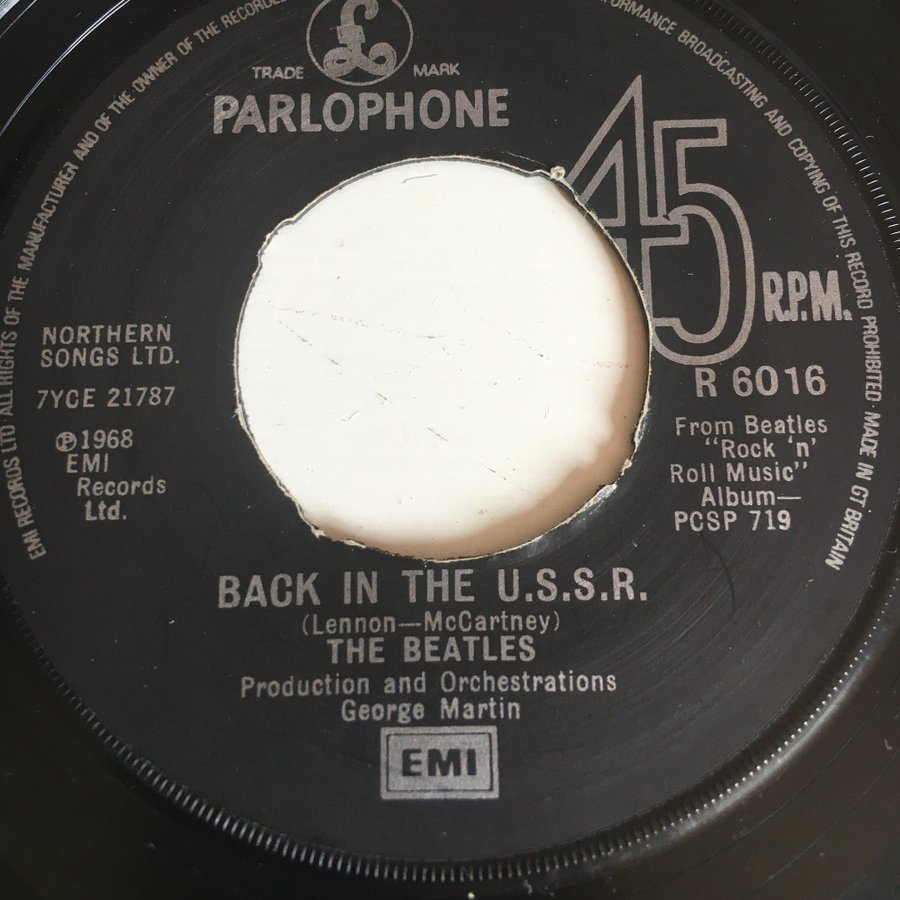 EMI RECORDS LTD · ALL RIGHTS OF THE MANUFACTURER AND OF THE OWNER OF THE RECORDED
PERFORMANCE BROADCASTING AND COPYING OF THIS RECORD PROHIBITED · MADE IN GT BRITAIN
£
TRADE MARK
PARLOPHONE
45
R.P.M.
NORTHERN
SONGS LTD.
7YCE 21787
℗1968
EMI
Records
Ltd.
R 6016
From Beatles
"Rock 'n'
Roll Music"
Album—
PCSP 719
BACK IN THE U.S.S.R.
(Lennon—McCartney)
THE BEATLES
Production and Orchestrations
George Martin
EMI